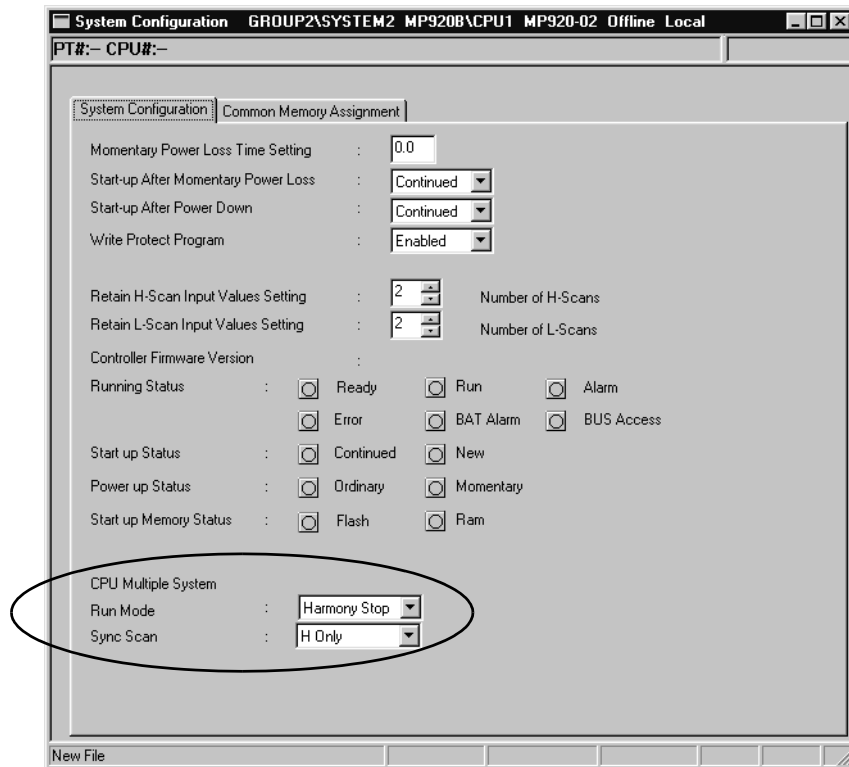 System Configuration GROUP2\SYSTEM2 MP920B\CPU1 MP920-02 Offline Local
PT#:– CPU#:–
System Configuration Common Memory Assignment
Momentary Power Loss Time Setting : 0.0
Start-up After Momentary Power Loss : Continued
Start-up After Power Down : Continued
Write Protect Program : Enabled
Retain H-Scan Input Values Setting : 2 Number of H-Scans
Retain L-Scan Input Values Setting : 2 Number of L-Scans
Controller Firmware Version :
Running Status : Ready Run Alarm
Error BAT Alarm BUS Access
Start up Status : Continued New
Power up Status : Ordinary Momentary
Start up Memory Status : Flash Ram
CPU Multiple System
Run Mode : Harmony Stop
Sync Scan : H Only
New File